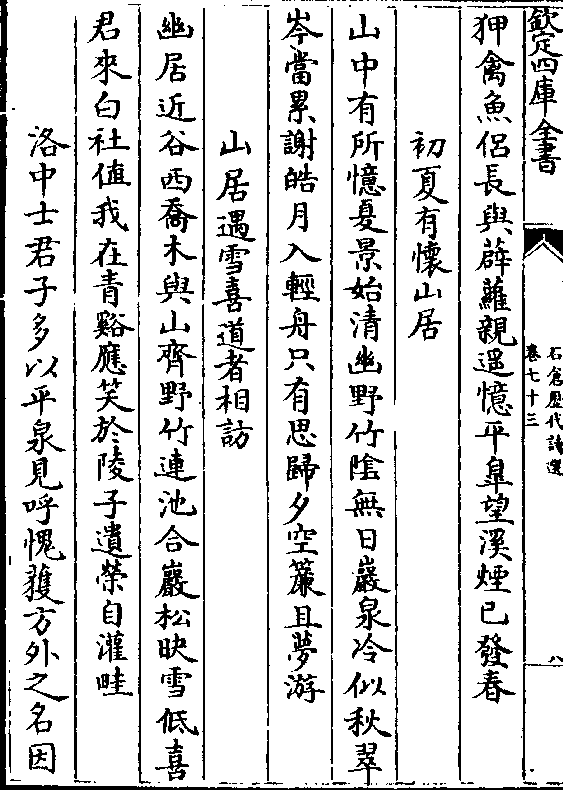 欽定四庫全書
石倉歷代詩選
卷七十三
八
狎禽魚侶長與薜蘿親遥憶平臯望溪煙已發春
初夏有懷山居
山中有所憶夏景始清幽野竹陰無日巖泉冷似秋翠
岑當累謝皓月入輕舟只有思歸夕空簾且夢游
山居遇雪喜道者相訪
幽居近谷西喬木與山齊野竹連池合巖松映雪低喜
君來白社値我在青谿應笑於陵子遺榮自灌畦
洛中士君子多以平泉見呼愧獲方外之名因